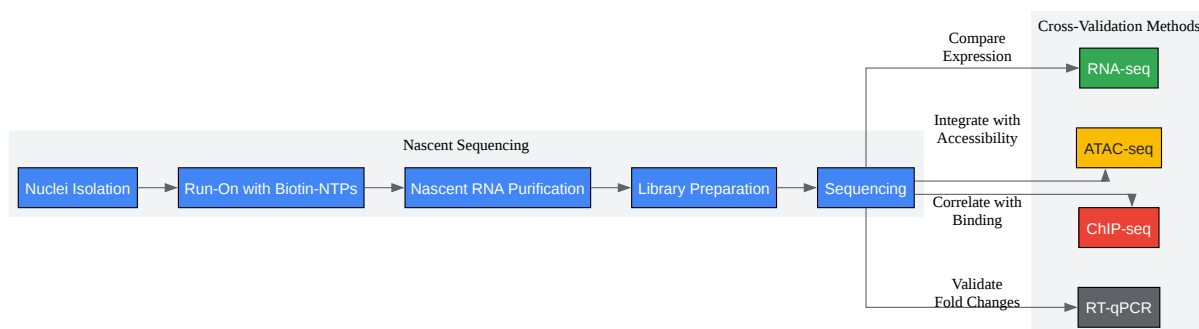 Cross-Validation Methods
Compare
Expression
RNA-seq
Integrate with
Accessibility
ATAC-seq
Nascent Sequencing
Nuclei Isolation
Run-On with Biotin-NTPs
Nascent RNA Purification
Library Preparation
Sequencing
Correlate with
Binding
ChIP-seq
Validate
Fold Changes
RT-qPCR